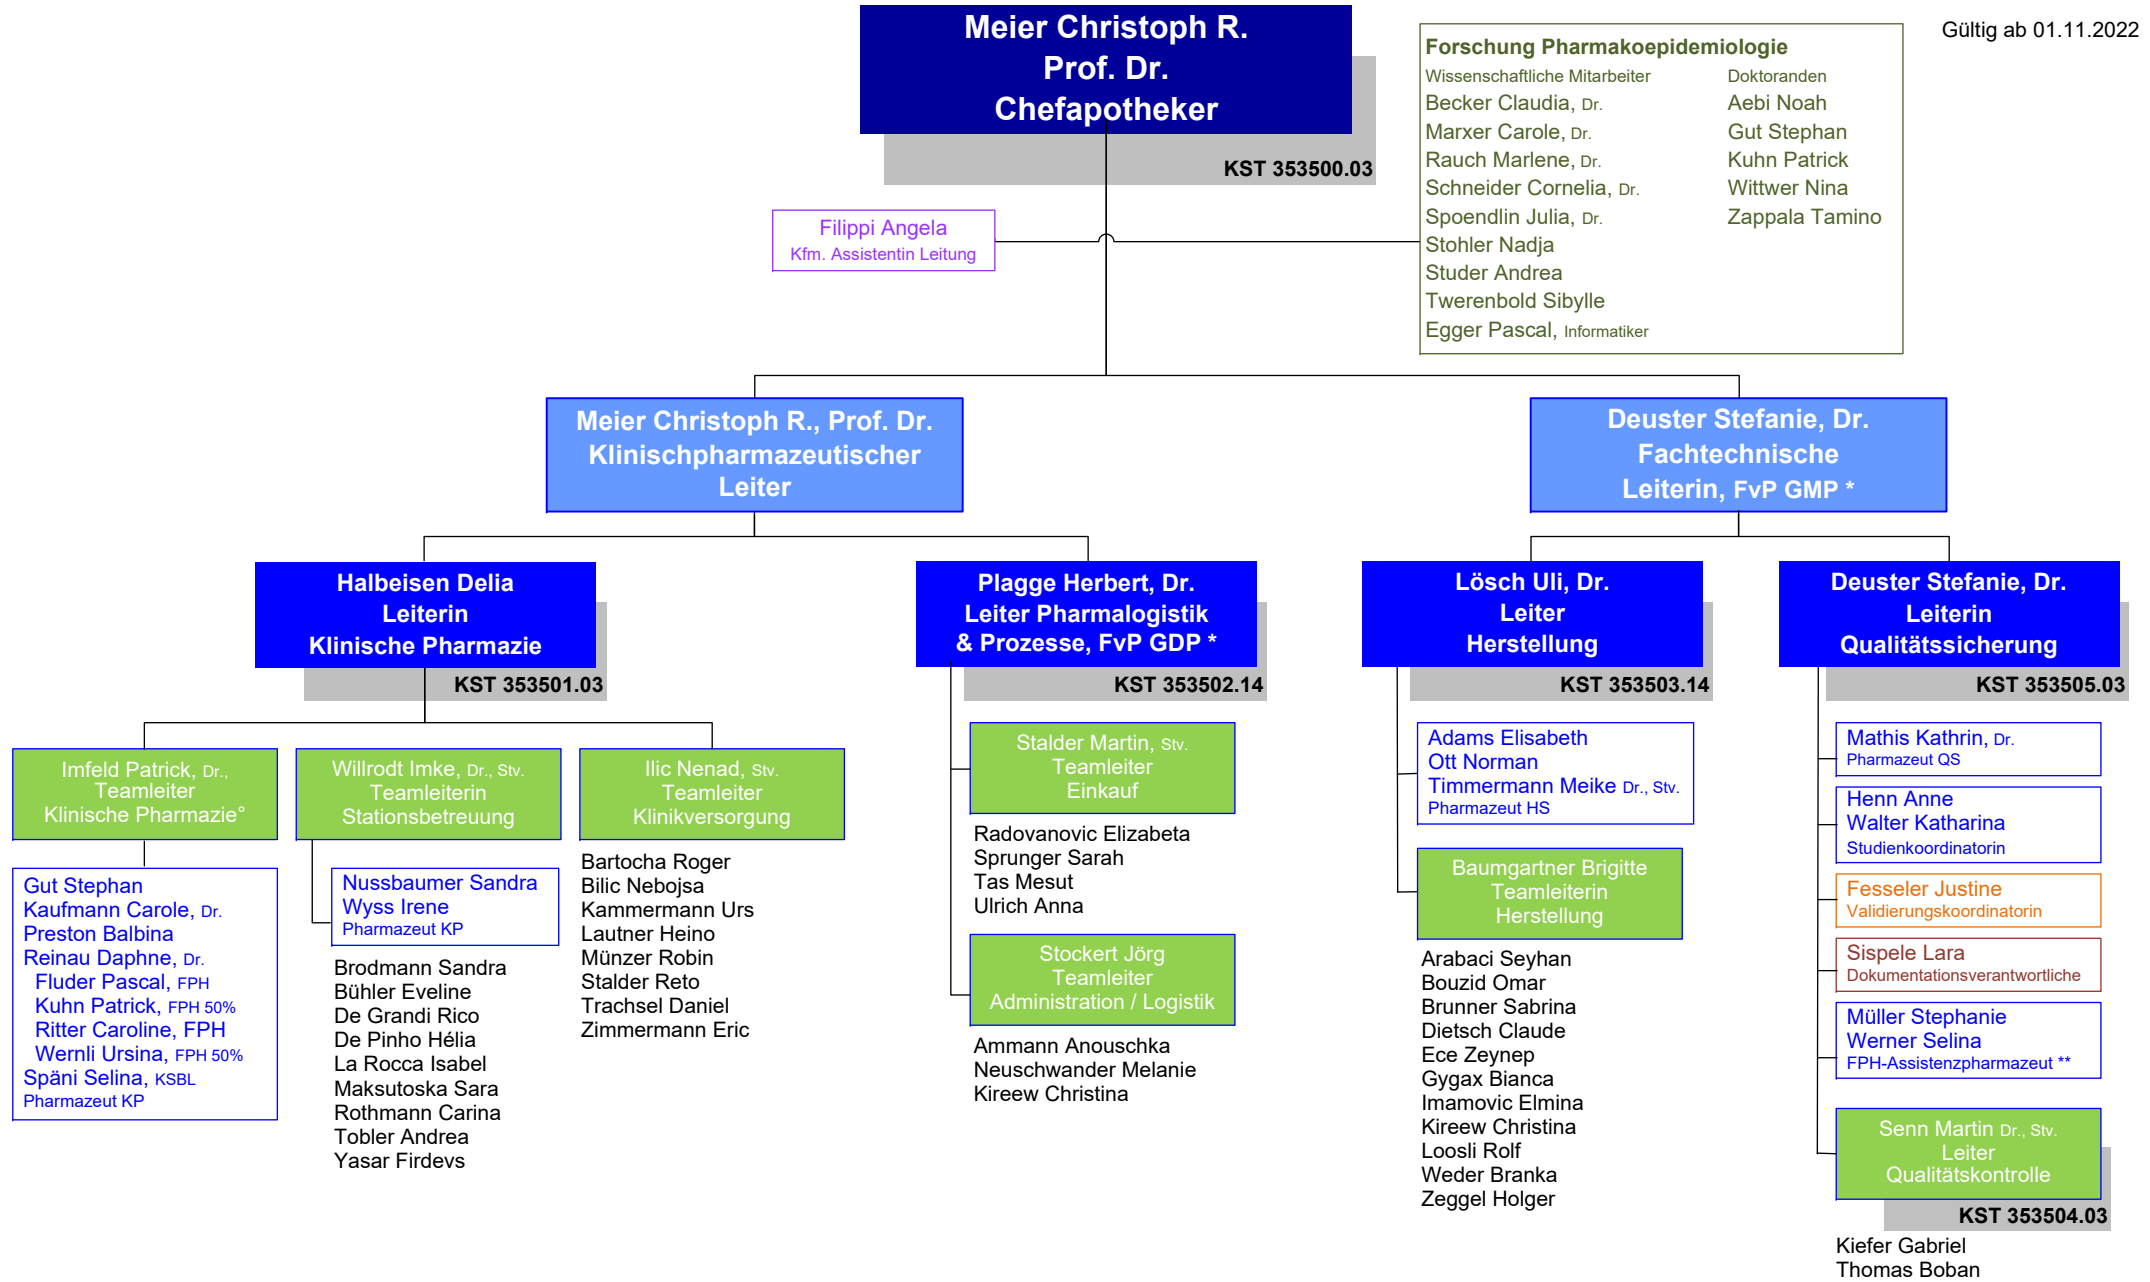 Meier Christoph R.
Prof. Dr.
Chefapotheker
KST 353500.03
Gültig ab 01.11.2022
Forschung Pharmakoepidemiologie
Wissenschaftliche Mitarbeiter
Becker Claudia, Dr.
Marxer Carole, Dr.
Rauch Marlene, Dr.
Schneider Cornelia, Dr.
Spoendlin Julia, Dr.
Stohler Nadja
Studer Andrea
Twerenbold Sibylle
Egger Pascal, Informatiker
Doktoranden
Aebi Noah
Gut Stephan
Kuhn Patrick
Wittwer Nina
Zappala Tamino
Filippi Angela
Kfm. Assistentin Leitung
Meier Christoph R., Prof. Dr.
Klinischpharmazeutischer
Leiter
Deuster Stefanie, Dr.
Fachtechnische
Leiterin, FvP GMP *
Halbeisen Delia
Leiterin
Klinische Pharmazie
KST 353501.03
Plagge Herbert, Dr.
Leiter Pharmalogistik
& Prozesse, FvP GDP *
KST 353502.14
Lösch Uli, Dr.
Leiter
Herstellung
KST 353503.14
Deuster Stefanie, Dr.
Leiterin
Qualitätssicherung
KST 353505.03
Imfeld Patrick, Dr.,
Teamleiter
Klinische Pharmazie°
Gut Stephan
Kaufmann Carole, Dr.
Preston Balbina
Reinau Daphne, Dr.
Fluder Pascal, FPH
Kuhn Patrick, FPH 50%
Ritter Caroline, FPH
Wernli Ursina, FPH 50%
Späni Selina, KSBL
Pharmazeut KP
Willrodt Imke, Dr., Stv.
Teamleiterin
Stationsbetreuung
Nussbaumer Sandra
Wyss Irene
Pharmazeut KP
Brodmann Sandra
Bühler Eveline
De Grandi Rico
De Pinho Hélia
La Rocca Isabel
Maksutoska Sara
Rothmann Carina
Tobler Andrea
Yasar Firdevs
Ilic Nenad, Stv.
Teamleiter
Klinikversorgung
Bartocha Roger
Bilic Nebojsa
Kammermann Urs
Lautner Heino
Münzer Robin
Stalder Reto
Trachsel Daniel
Zimmermann Eric
Stalder Martin, Stv.
Teamleiter
Einkauf
Radovanovic Elizabeta
Sprunger Sarah
Tas Mesut
Ulrich Anna
Stockert Jörg
Teamleiter
Administration / Logistik
Ammann Anouschka
Neuschwander Melanie
Kireew Christina
Adams Elisabeth
Ott Norman
Timmermann Meike Dr., Stv.
Pharmazeut HS
Baumgartner Brigitte
Teamleiterin
Herstellung
Arabaci Seyhan
Bouzid Omar
Brunner Sabrina
Dietsch Claude
Ece Zeynep
Gygax Bianca
Imamovic Elmina
Kireew Christina
Loosli Rolf
Weder Branka
Zeggel Holger
Mathis Kathrin, Dr.
Pharmazeut QS
Henn Anne
Walter Katharina
Studienkoordinatorin
Fesseler Justine
Validierungskoordinatorin
Sispele Lara
Dokumentationsverantwortliche
Müller Stephanie
Werner Selina
FPH-Assistenzpharmazeut **
Senn Martin Dr., Stv.
Leiter
Qualitätskontrolle
KST 353504.03
Kiefer Gabriel
Thomas Boban